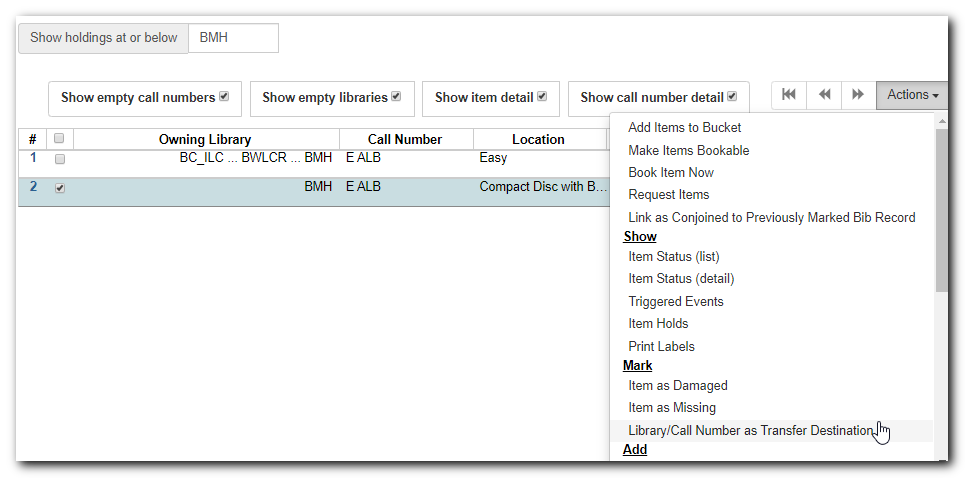 Show holdings at or below BMH
Show empty call numbers Show empty libraries Show item detail Show call number detail Actions
# Owning Library Call Number Location
1 BC_ILC ... BWLCR ... BMH E ALB Easy
2 BMH E ALB Compact Disc with B...
Add Items to Bucket
Make Items Bookable
Book Item Now
Request Items
Link as Conjoined to Previously Marked Bib Record
Show
Item Status (list)
Item Status (detail)
Triggered Events
Item Holds
Print Labels
Mark
Item as Damaged
Item as Missing
Library/Call Number as Transfer Destination
Add